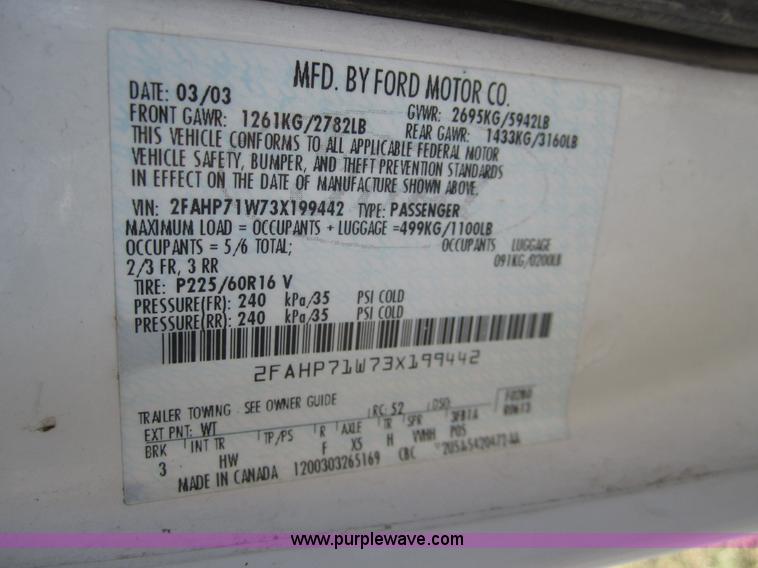 MFD. BY FORD MOTOR CO.
DATE: 03/03 GVWR: 2695KG/5942LB
FRONT GAWR: 1261KG/2782LB REAR GAWR: 1433KG/3160LB
THIS VEHICLE CONFORMS TO ALL APPLICABLE FEDERAL MOTOR
VEHICLE SAFETY, BUMPER, AND THEFT PREVENTION STANDARDS
IN EFFECT ON THE DATE OF MANUFACTURE SHOWN ABOVE.
VIN: 2FAHP71W73X199442 TYPE: PASSENGER
MAXIMUM LOAD = OCCUPANTS + LUGGAGE =499KG/1100LB
OCCUPANTS = 5/6 TOTAL; OCCUPANTS LUGGAGE
2/3 FR, 3 RR 091KG/0200LB
TIRE: P225/60R16 V
PRESSURE(FR): 240 kPa/35 PSI COLD
PRESSURE(RR): 240 kPa/35 PSI COLD
2FAHP71W73X199442
TRAILER TOWING - SEE OWNER GUIDE
EXT PNT: WT RC: 52 DSO:
BRK INT TR TP/PS R AXLE TR SPR
3 HW F X5 H
MADE IN CANADA 1200303265169
www.purplewave.com